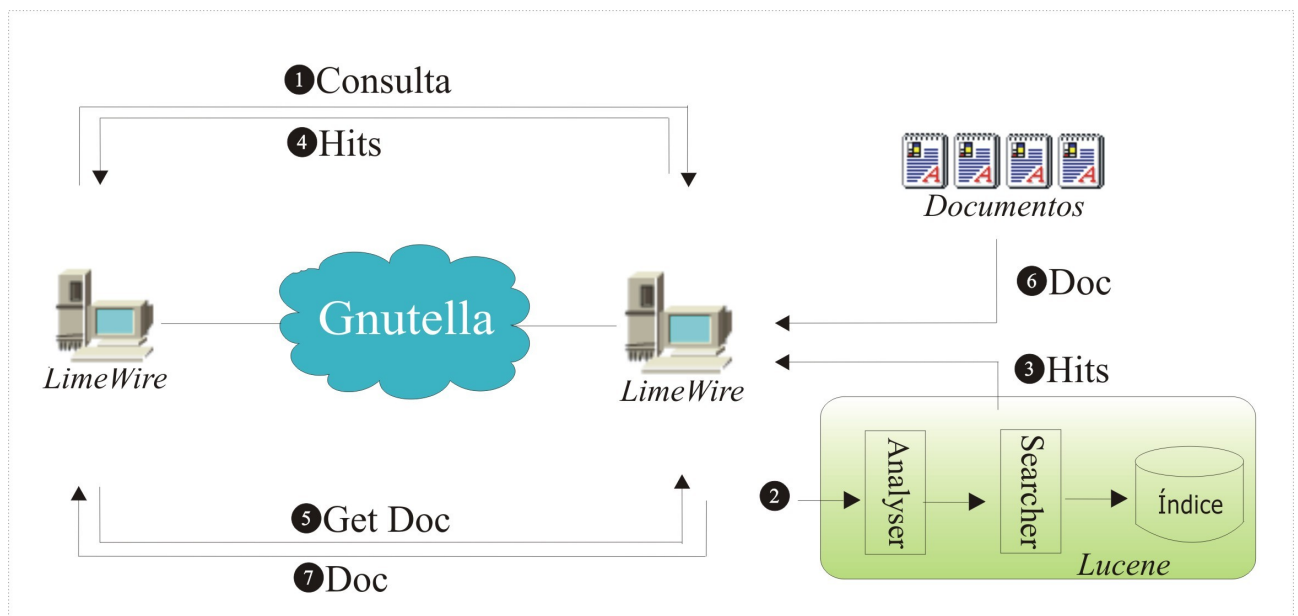 ❶Consulta
❹Hits
Documentos
❻Doc
Gnutella
LimeWire
LimeWire
❸Hits
❷
Analyser
Searcher
Índice
Lucene
❺Get Doc
❼Doc